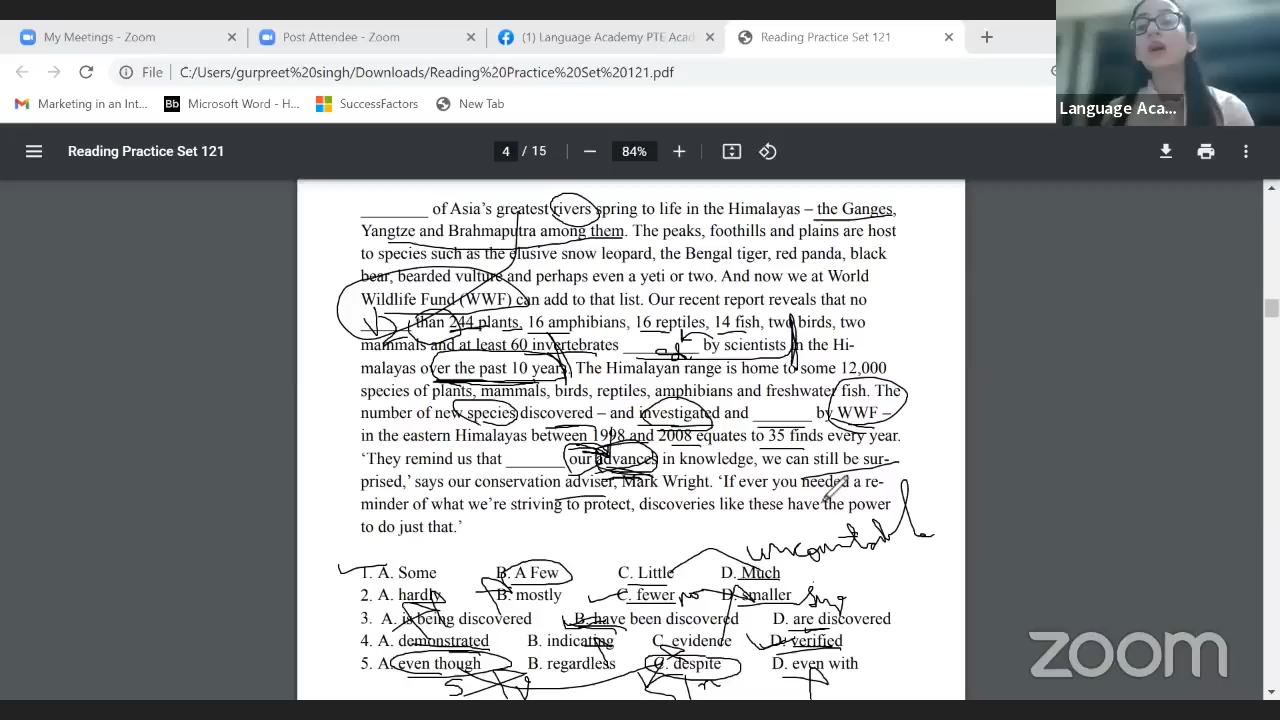 My Meetings - Zoom
Post Attendee - Zoom
(1) Language Academy PTE Acad
Reading Practice Set 121
File
C:/Users/gurpreet%20singh/Downloads/Reading%20Practice%20Set%20121.pdf
Marketing in an Int...
Bb Microsoft Word - H...
SuccessFactors
New Tab
Language Aca...
Reading Practice Set 121
4 / 15
84%
________ of Asia's greatest rivers spring to life in the Himalayas – the Ganges,
Yangtze and Brahmaputra among them. The peaks, foothills and plains are host
to species such as the elusive snow leopard, the Bengal tiger, red panda, black
bear, bearded vulture and perhaps even a yeti or two. And now we at World
Wildlife Fund (WWF) can add to that list. Our recent report reveals that no
______ than 244 plants, 16 amphibians, 16 reptiles, 14 fish, two birds, two
mammals and at least 60 invertebrates ________ by scientists in the Hi-
malayas over the past 10 years. The Himalayan range is home to some 12,000
species of plants, mammals, birds, reptiles, amphibians and freshwater fish. The
number of new species discovered – and investigated and _______ by WWF –
in the eastern Himalayas between 1998 and 2008 equates to 35 finds every year.
'They remind us that _______ our advances in knowledge, we can still be sur-
prised,' says our conservation adviser, Mark Wright. 'If ever you needed a re-
minder of what we're striving to protect, discoveries like these have the power
to do just that.'
uncountable
1. A. Some B. A Few C. Little D. Much
2. A. hardly B. mostly C. fewer D. smaller sing
3. A. is being discovered B. have been discovered D. are discovered
4. A. demonstrated B. indicating C. evidence D. verified
5. A. even though B. regardless C. despite D. even with
zoom